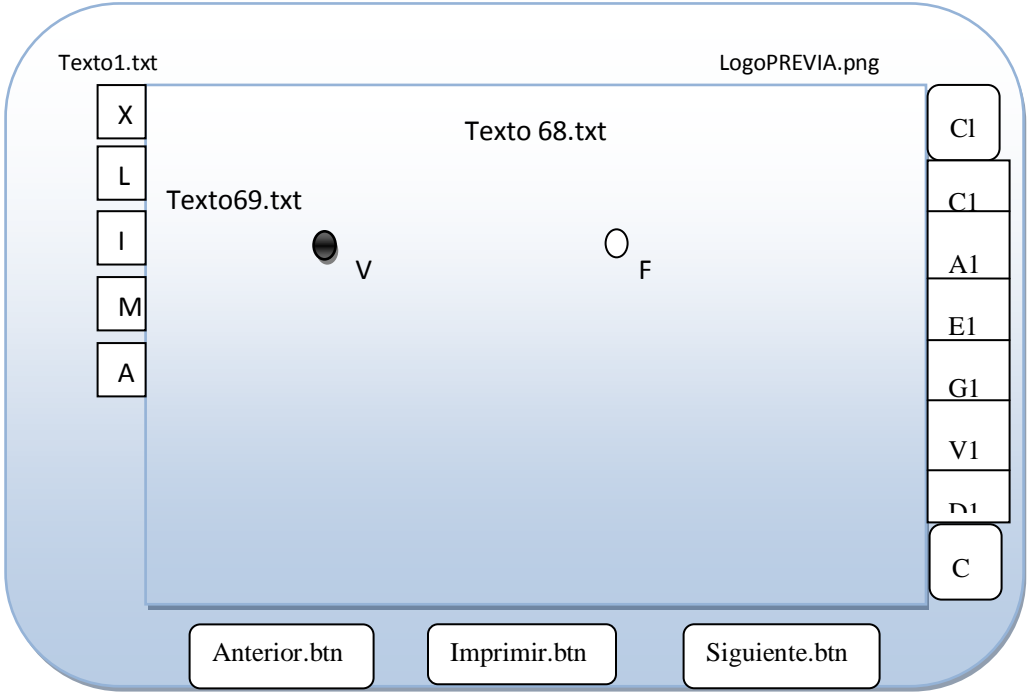 Texto1.txt
LogoPREVIA.png
X
L
I
M
A
Texto 68.txt
Texto69.txt
V
F
Cl
C1
A1
E1
G1
V1
D1
C
Anterior.btn
Imprimir.btn
Siguiente.btn